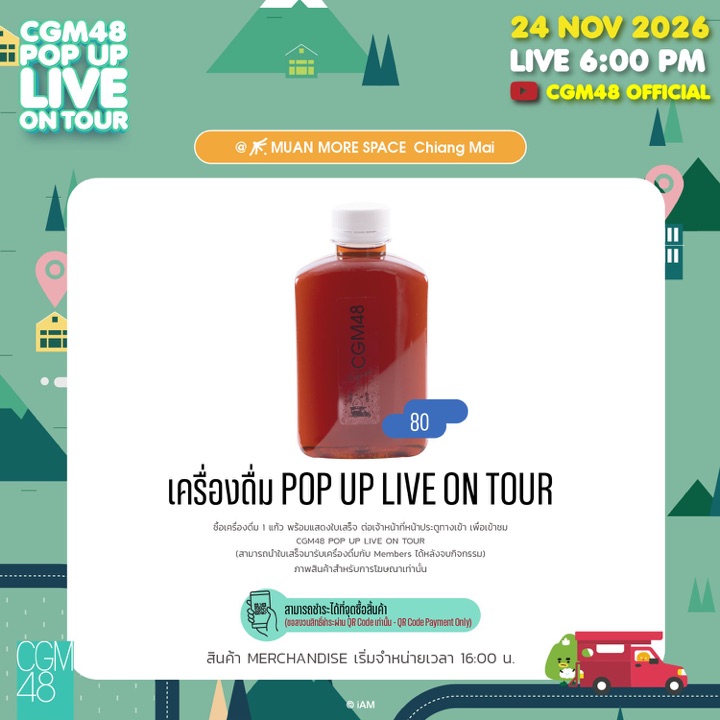 CGM48
POP UP
LIVE
ON TOUR
24 NOV 2026
LIVE 6:00 PM
CGM48 OFFICIAL
@ MUAN MORE SPACE Chiang Mai
CGM48
80
เครื่องดื่ม POP UP LIVE ON TOUR
ซื้อเครื่องดื่ม 1 แก้ว พร้อมแสดงใบเสร็จ ต่อเจ้าหน้าที่หน้าประตูทางเข้า เพื่อเข้าชม
CGM48 POP UP LIVE ON TOUR
(สามารถนำใบเสร็จมารับเครื่องดื่มกับ Members ได้หลังจบกิจกรรม)
ภาพสินค้าสำหรับการโฆษณาเท่านั้น
สามารถชำระได้ที่จุดซื้อสินค้า
(ขอสงวนสิทธิ์ชำระผ่าน QR Code เท่านั้น - QR Code Payment Only)
สินค้า MERCHANDISE เริ่มจำหน่ายเวลา 16:00 น.
CGM
48
© iAM